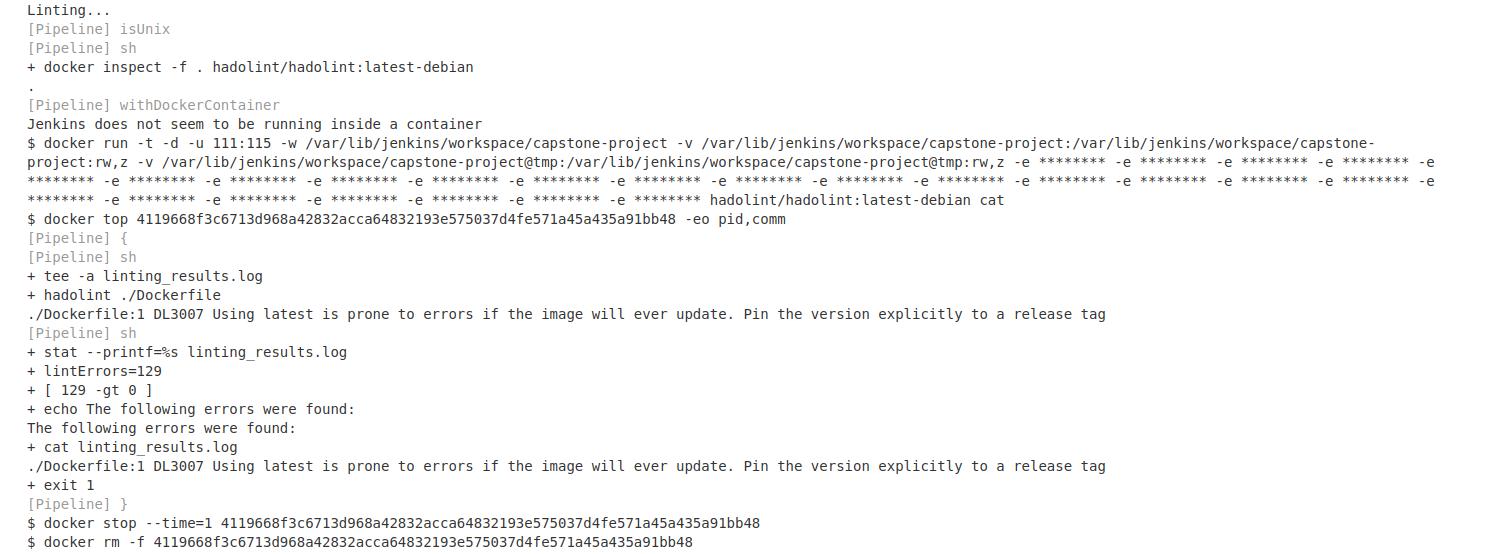 Linting...
[Pipeline] isUnix
[Pipeline] sh
+ docker inspect -f . hadolint/hadolint:latest-debian
.
[Pipeline] withDockerContainer
Jenkins does not seem to be running inside a container
$ docker run -t -d -u 111:115 -w /var/lib/jenkins/workspace/capstone-project -v /var/lib/jenkins/workspace/capstone-project:/var/lib/jenkins/workspace/capstone-
project:rw,z -v /var/lib/jenkins/workspace/capstone-project@tmp:/var/lib/jenkins/workspace/capstone-project@tmp:rw,z -e ******** -e ******** -e ******** -e ******** -e
******** -e ******** -e ******** -e ******** -e ******** -e ******** -e ******** -e ******** -e ******** -e ******** -e ******** -e ******** -e ******** -e ******** -e
******** -e ******** -e ******** -e ******** -e ******** -e ******** -e ******** hadolint/hadolint:latest-debian cat
$ docker top 4119668f3c6713d968a42832acca64832193e575037d4fe571a45a435a91bb48 -eo pid,comm
[Pipeline] {
[Pipeline] sh
+ tee -a linting_results.log
+ hadolint ./Dockerfile
./Dockerfile:1 DL3007 Using latest is prone to errors if the image will ever update. Pin the version explicitly to a release tag
[Pipeline] sh
+ stat --printf=%s linting_results.log
+ lintErrors=129
+ [ 129 -gt 0 ]
+ echo The following errors were found:
The following errors were found:
+ cat linting_results.log
./Dockerfile:1 DL3007 Using latest is prone to errors if the image will ever update. Pin the version explicitly to a release tag
+ exit 1
[Pipeline] }
$ docker stop --time=1 4119668f3c6713d968a42832acca64832193e575037d4fe571a45a435a91bb48
$ docker rm -f 4119668f3c6713d968a42832acca64832193e575037d4fe571a45a435a91bb48